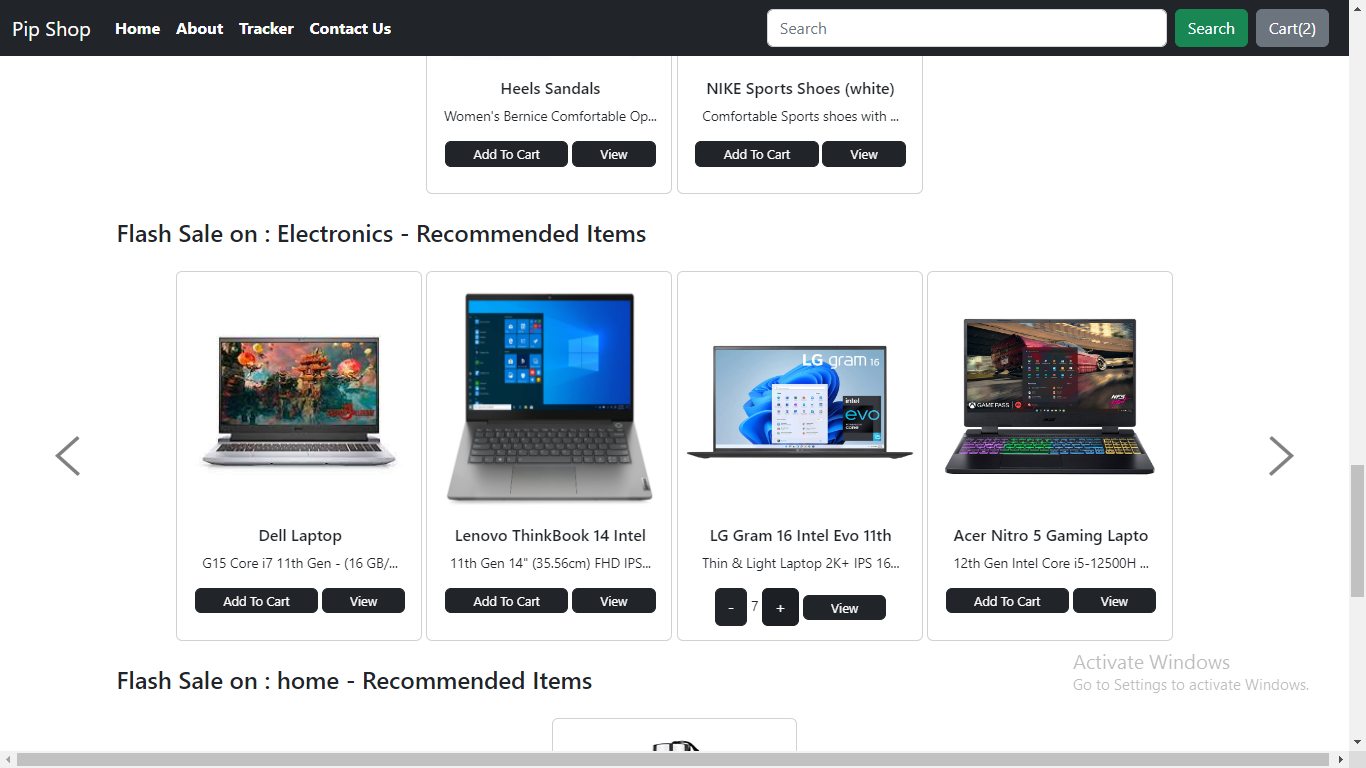 Pip Shop Home About Tracker Contact Us Search Search Cart(2)
Heels Sandals NIKE Sports Shoes (white)
Women's Bernice Comfortable Op... Comfortable Sports shoes with ...
Add To Cart View Add To Cart View
Flash Sale on : Electronics - Recommended Items
LG gram 16
intel
evo
CORE
GAME PASS
NFS
Dell Laptop Lenovo ThinkBook 14 Intel LG Gram 16 Intel Evo 11th Acer Nitro 5 Gaming Lapto
G15 Core i7 11th Gen - (16 GB/... 11th Gen 14" (35.56cm) FHD IPS... Thin & Light Laptop 2K+ IPS 16... 12th Gen Intel Core i5-12500H ...
Add To Cart View Add To Cart View - 7 + View Add To Cart View
Activate Windows
Flash Sale on : home - Recommended Items
Go to Settings to activate Windows.